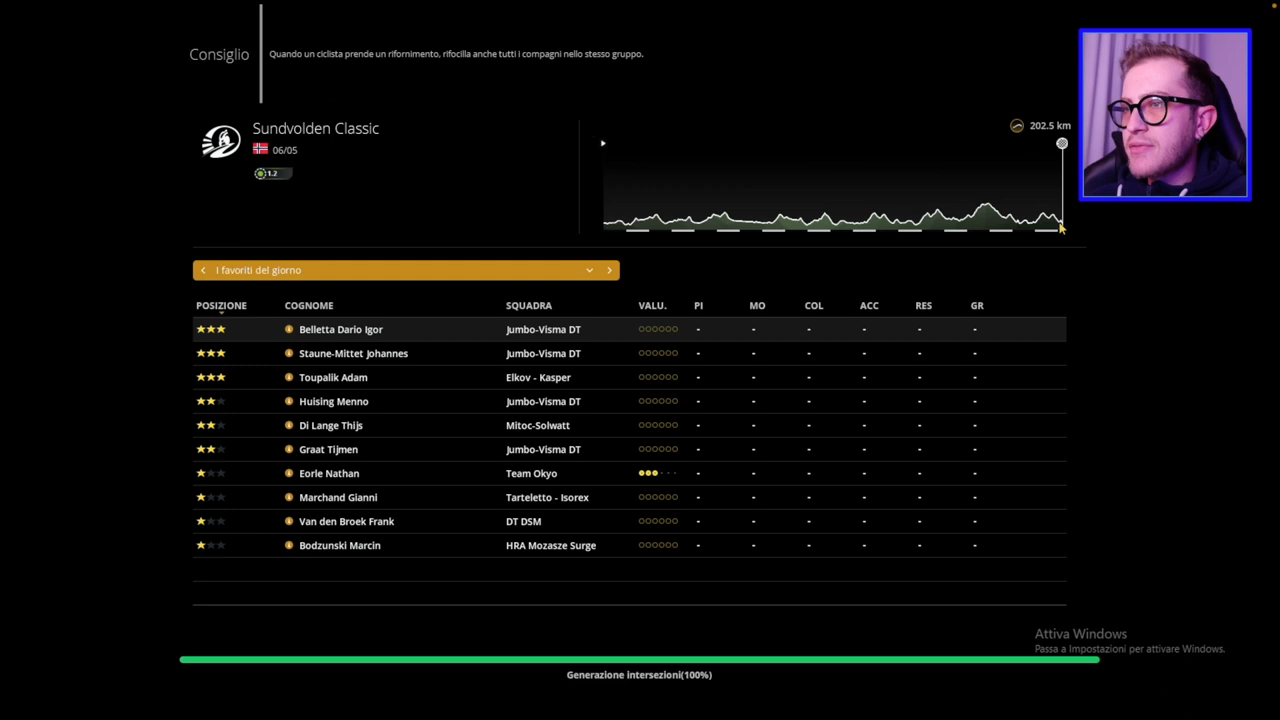 Consiglio
Quando un ciclista prende un rifornimento, rifocilla anche tutti i compagni nello stesso gruppo.
Sundvolden Classic
06/05
1.2
202.5 km
I favoriti del giorno
POSIZIONE COGNOME SQUADRA VALU. PI MO COL ACC RES GR
Belletta Dario Igor Jumbo-Visma DT - - - - - -
Staune-Mittet Johannes Jumbo-Visma DT - - - - - -
Toupalik Adam Elkov - Kasper - - - - - -
Huising Menno Jumbo-Visma DT - - - - - -
Di Lange Thijs Mitoc-Solwatt - - - - - -
Graat Tijmen Jumbo-Visma DT - - - - - -
Eorle Nathan Team Okyo - - - - - -
Marchand Gianni Tarteletto - Isorex - - - - - -
Van den Broek Frank DT DSM - - - - - -
Bodzunski Marcin HRA Mozasze Surge - - - - - -
Attiva Windows
Passa a Impostazioni per attivare Windows.
Generazione intersezioni(100%)